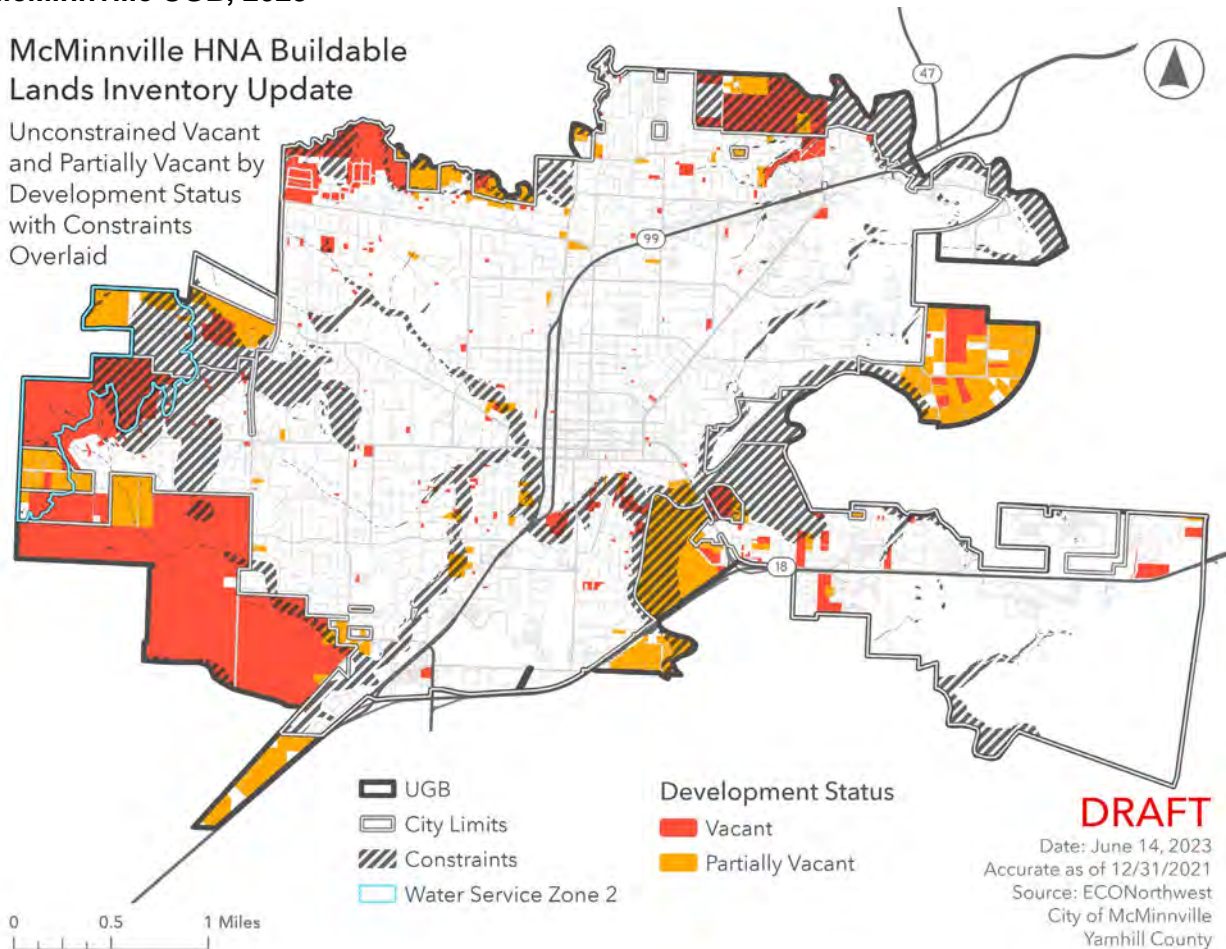 McMinnville HNA Buildable
Lands Inventory Update
Unconstrained Vacant
and Partially Vacant by
Development Status
with Constraints
Overlaid
47
99
18
UGB
City Limits
Constraints
Water Service Zone 2
Development Status
Vacant
Partially Vacant
DRAFT
Date: June 14, 2023
Accurate as of 12/31/2021
Source: ECONorthwest
City of McMinnville
Yamhill County
0 0.5 1 Miles